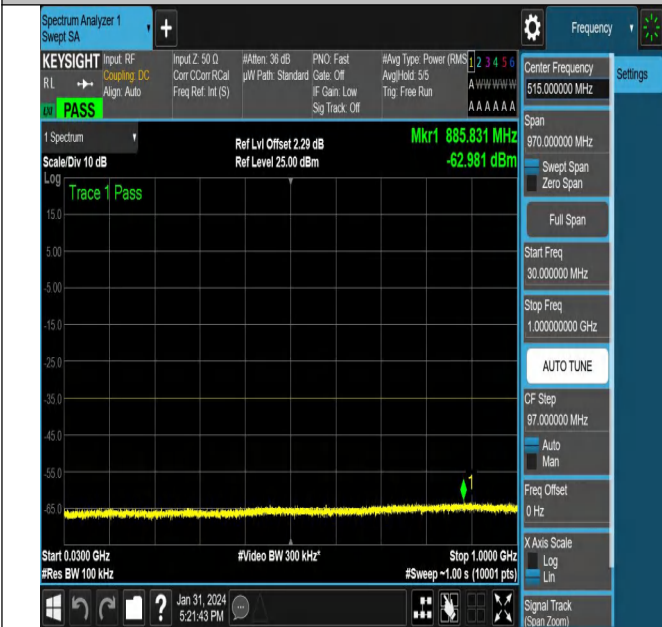 Spectrum Analyzer 1
Swept SA
+
Frequency
KEYSIGHT
RL
PASS
Input: RF
Coupling: DC
Align: Auto
Input Z: 50 Ω
Corr CCorr RCal
Freq Ref: Int (S)
#Atten: 36 dB
µW Path: Standard
PNO: Fast
Gate: Off
IF Gain: Low
Sig Track: Off
#Avg Type: Power (RMS
Avg|Hold: 5/5
Trig: Free Run
1 2 3 4 5 6
A W W W W W
A A A A A A
1 Spectrum
Scale/Div 10 dB
Ref Lvl Offset 2.29 dB
Ref Level 25.00 dBm
Mkr1 885.831 MHz
-62.981 dBm
Log
Trace 1 Pass
15.0
5.00
-5.00
-15.0
-25.0
-35.0
-45.0
-55.0
-65.0
1
Start 0.0300 GHz
#Res BW 100 kHz
#Video BW 300 kHz*
Stop 1.0000 GHz
#Sweep ~1.00 s (10001 pts)
?
Jan 31, 2024
5:21:43 PM
Center Frequency
515.000000 MHz
Settings
Span
970.000000 MHz
Swept Span
Zero Span
Full Span
Start Freq
30.000000 MHz
Stop Freq
1.000000000 GHz
AUTO TUNE
CF Step
97.000000 MHz
Auto
Man
Freq Offset
0 Hz
X Axis Scale
Log
Lin
Signal Track
(Span Zoom)